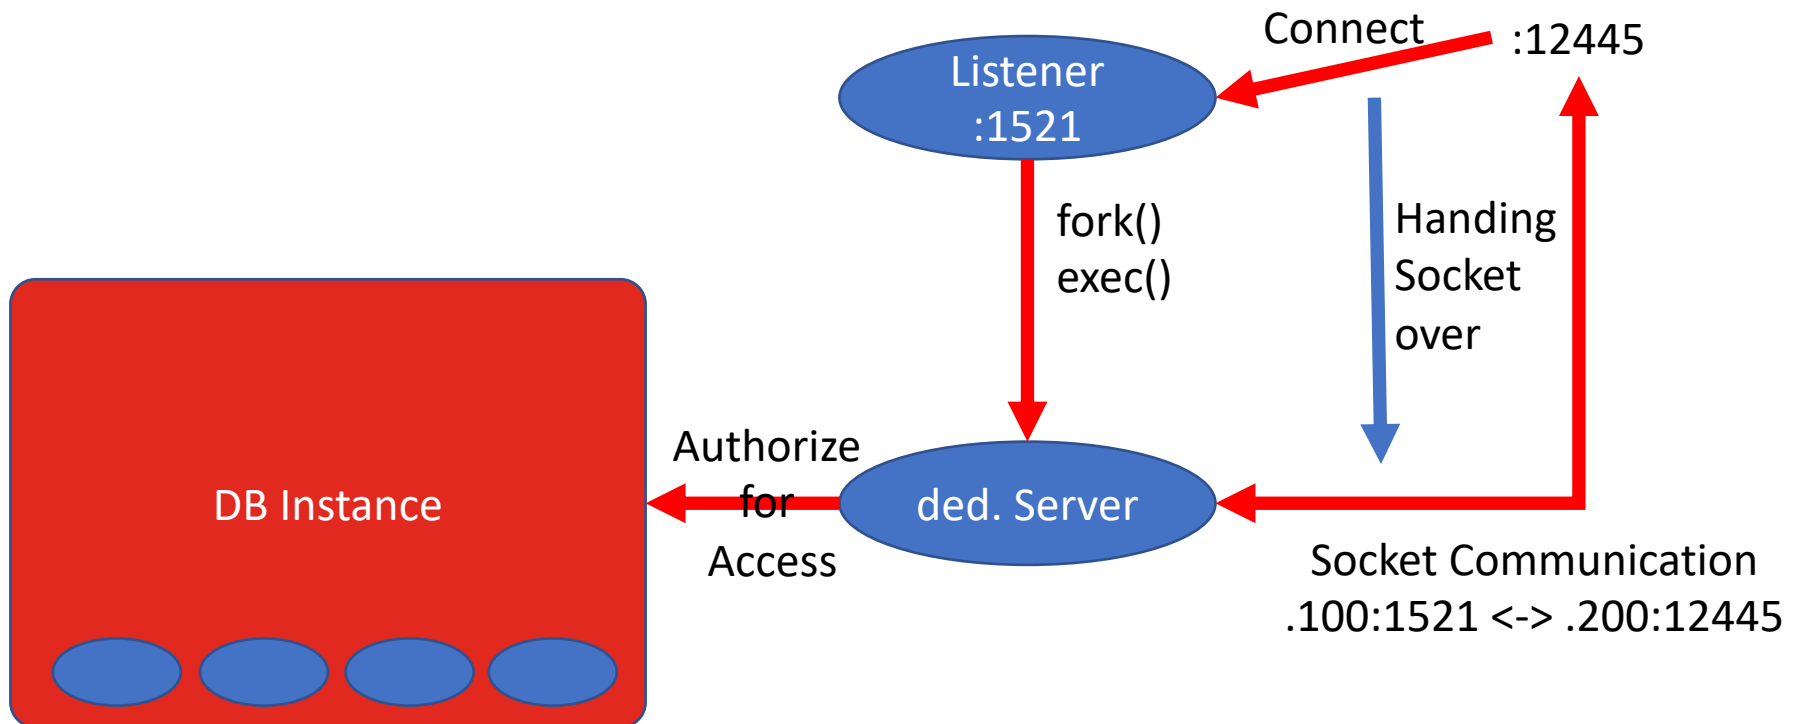 Connect
:12445
Listener
:1521
fork()
exec()
Handing
Socket
over
Authorize
for
Access
DB Instance
ded. Server
Socket Communication
.100:1521 <-> .200:12445